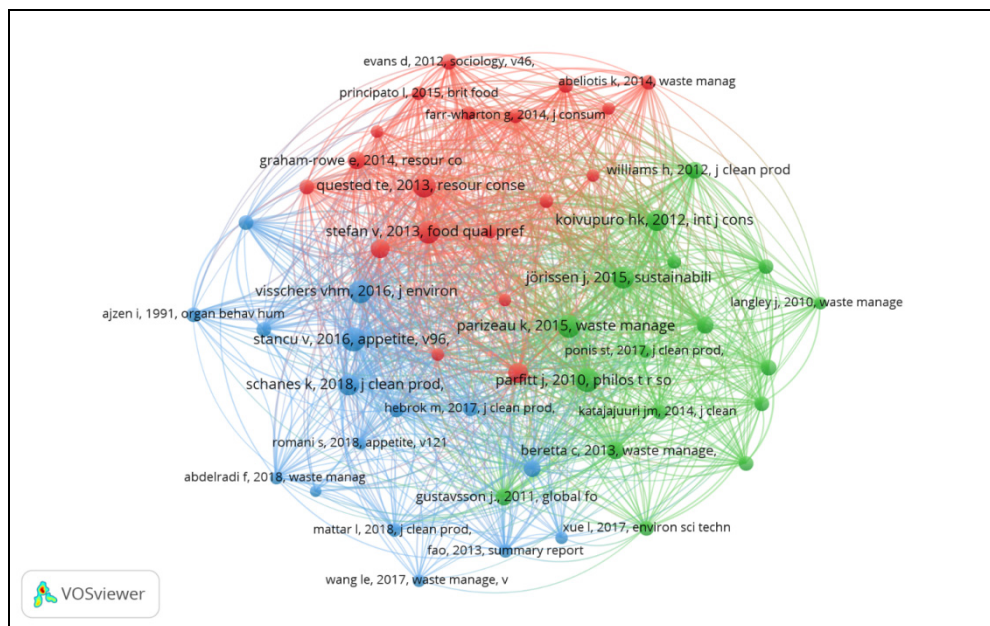 evans d, 2012, sociology, v46,
abeliotis k, 2014, waste manag
principato l, 2015, brit food
farr-wharton g, 2014, j consum
graham-rowe e, 2014, resour co
williams h, 2012, j clean prod
quested te, 2013, resour conse
koivupuro hk, 2012, int j cons
stefan v, 2013, food qual pref
jörissen j, 2015, sustainabili
visschers vhm, 2016, j environ
langley j, 2010, waste manage
ajzen i, 1991, organ behav hum
parizeau k, 2015, waste manage
stancu v, 2016, appetite, v96,
ponis st, 2017, j clean prod,
schanes k, 2018, j clean prod,
parfitt j, 2010, philos t r so
hebrok m, 2017, j clean prod,
katajajuuri jm, 2014, j clean
romani s, 2018, appetite, v121
beretta c, 2013, waste manage,
abdelradi f, 2018, waste manag
gustavsson j., 2011, global fo
mattar l, 2018, j clean prod,
xue l, 2017, environ sci techn
fao, 2013, summary report
wang le, 2017, waste manage, v
VOSviewer